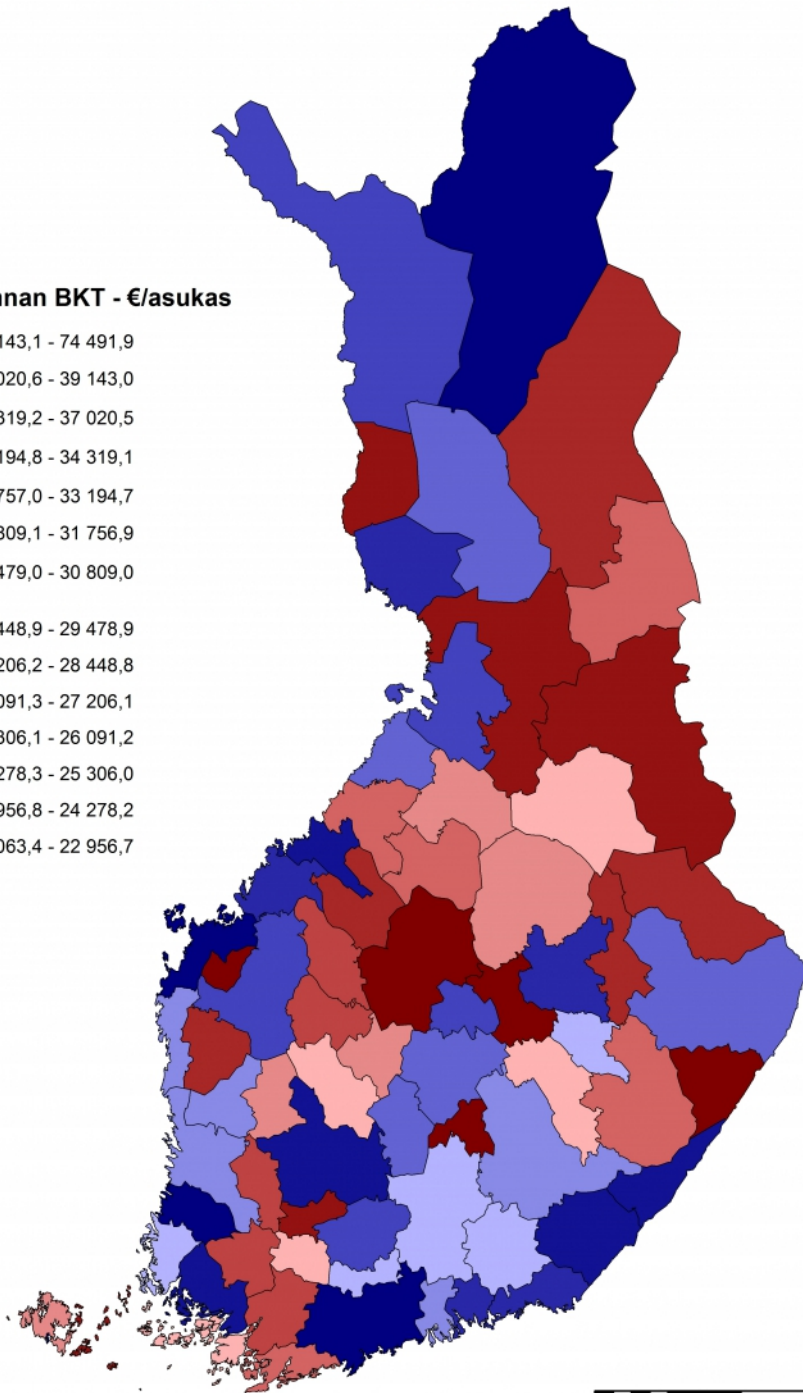 nnan BKT - €/asukas
143,1 - 74 491,9
020,6 - 39 143,0
319,2 - 37 020,5
194,8 - 34 319,1
757,0 - 33 194,7
809,1 - 31 756,9
479,0 - 30 809,0
448,9 - 29 478,9
206,2 - 28 448,8
091,3 - 27 206,1
306,1 - 26 091,2
278,3 - 25 306,0
956,8 - 24 278,2
063,4 - 22 956,7